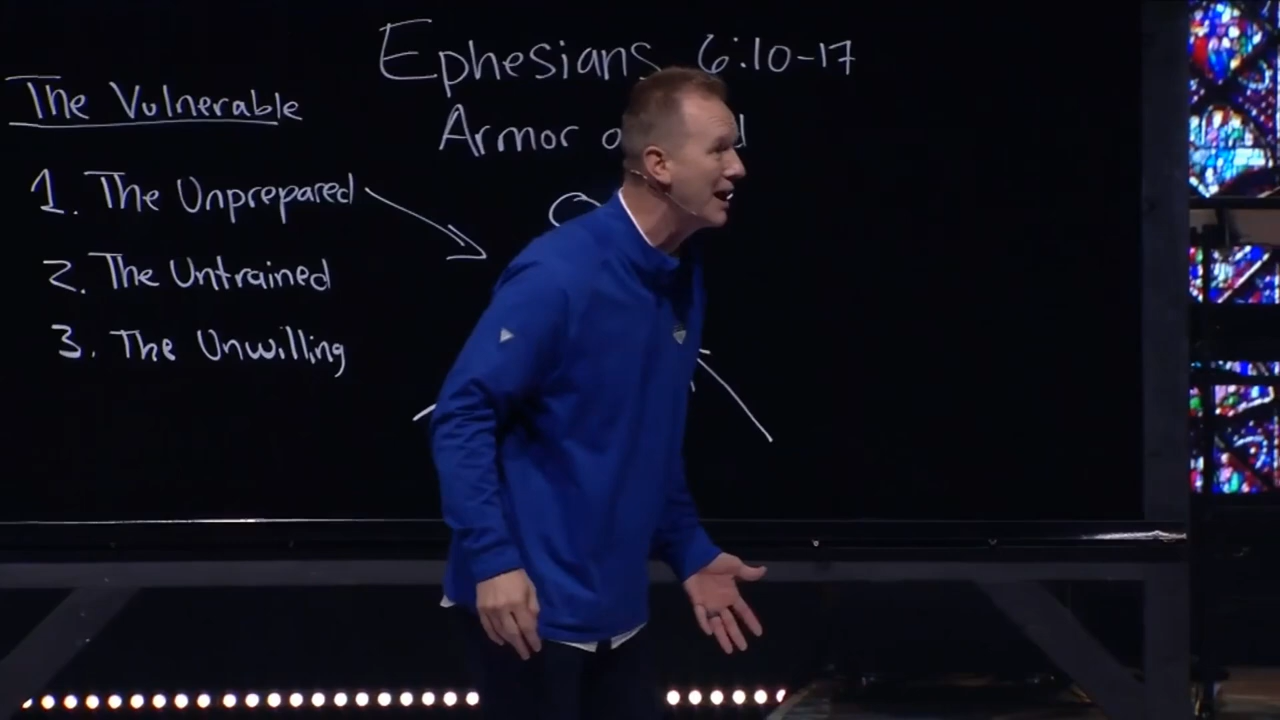 Ephesians 6:10-17
Armor
The Vulnerable
1. The Unprepared
2. The Untrained
3. The Unwilling